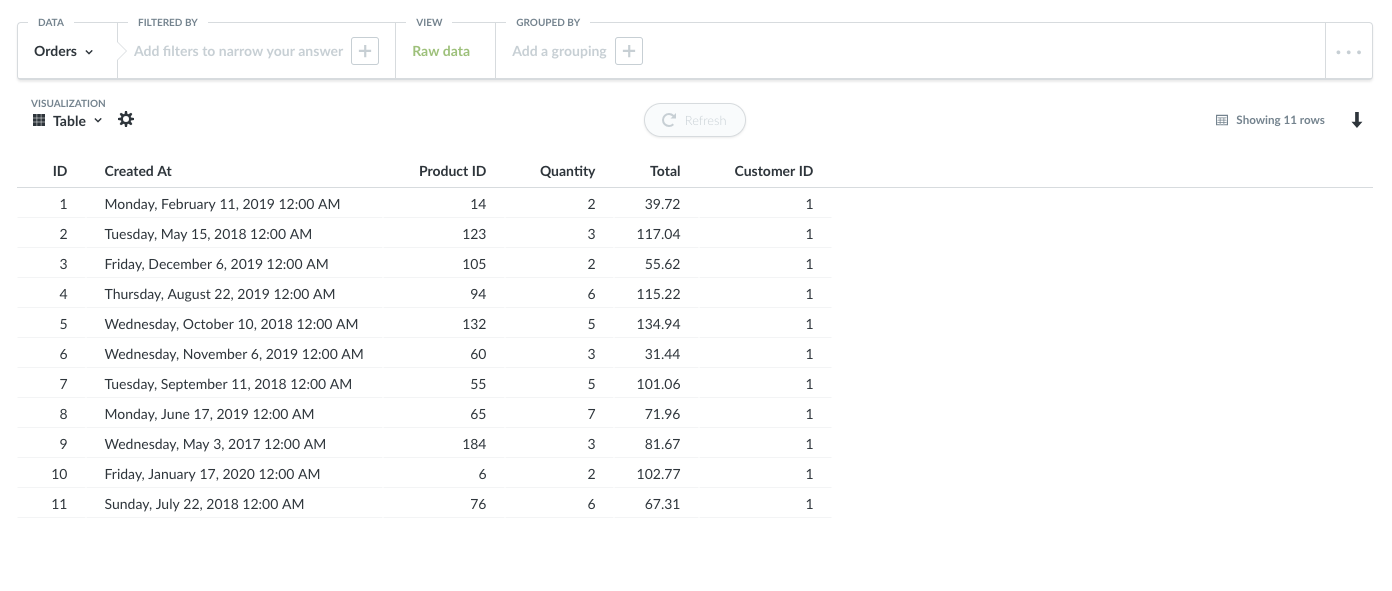 DATA FILTERED BY VIEW GROUPED BY
Orders Add filters to narrow your answer Raw data Add a grouping
VISUALIZATION
Table Refresh Showing 11 rows
ID Created At Product ID Quantity Total Customer ID
1 Monday, February 11, 2019 12:00 AM 14 2 39.72 1
2 Tuesday, May 15, 2018 12:00 AM 123 3 117.04 1
3 Friday, December 6, 2019 12:00 AM 105 2 55.62 1
4 Thursday, August 22, 2019 12:00 AM 94 6 115.22 1
5 Wednesday, October 10, 2018 12:00 AM 132 5 134.94 1
6 Wednesday, November 6, 2019 12:00 AM 60 3 31.44 1
7 Tuesday, September 11, 2018 12:00 AM 55 5 101.06 1
8 Monday, June 17, 2019 12:00 AM 65 7 71.96 1
9 Wednesday, May 3, 2017 12:00 AM 184 3 81.67 1
10 Friday, January 17, 2020 12:00 AM 6 2 102.77 1
11 Sunday, July 22, 2018 12:00 AM 76 6 67.31 1